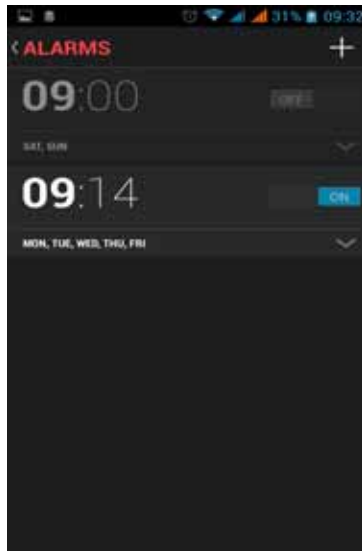 31% 09:32
ALARMS
09:00 OFF
SAT, SUN
09:14 ON
MON, TUE, WED, THU, FRI